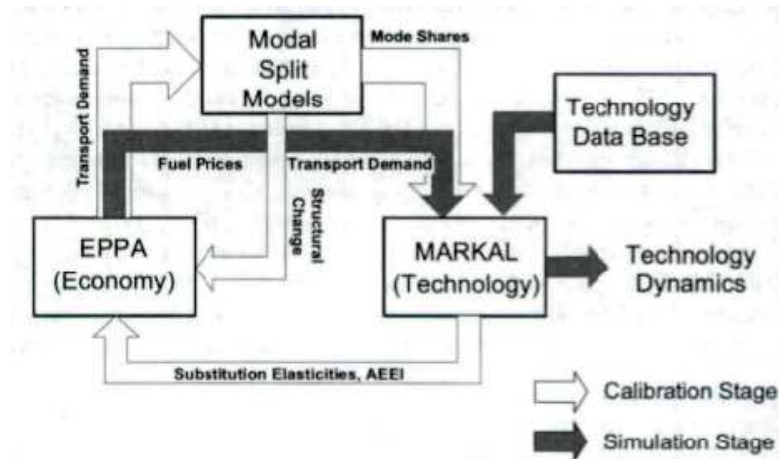 Modal
Split
Models
Mode Shares
Transport Demand
Technology
Data Base
Fuel Prices
Transport Demand
Structural
Change
EPPA
(Economy)
MARKAL
(Technology)
Technology
Dynamics
Substitution Elasticities, AEEI
Calibration Stage
Simulation Stage